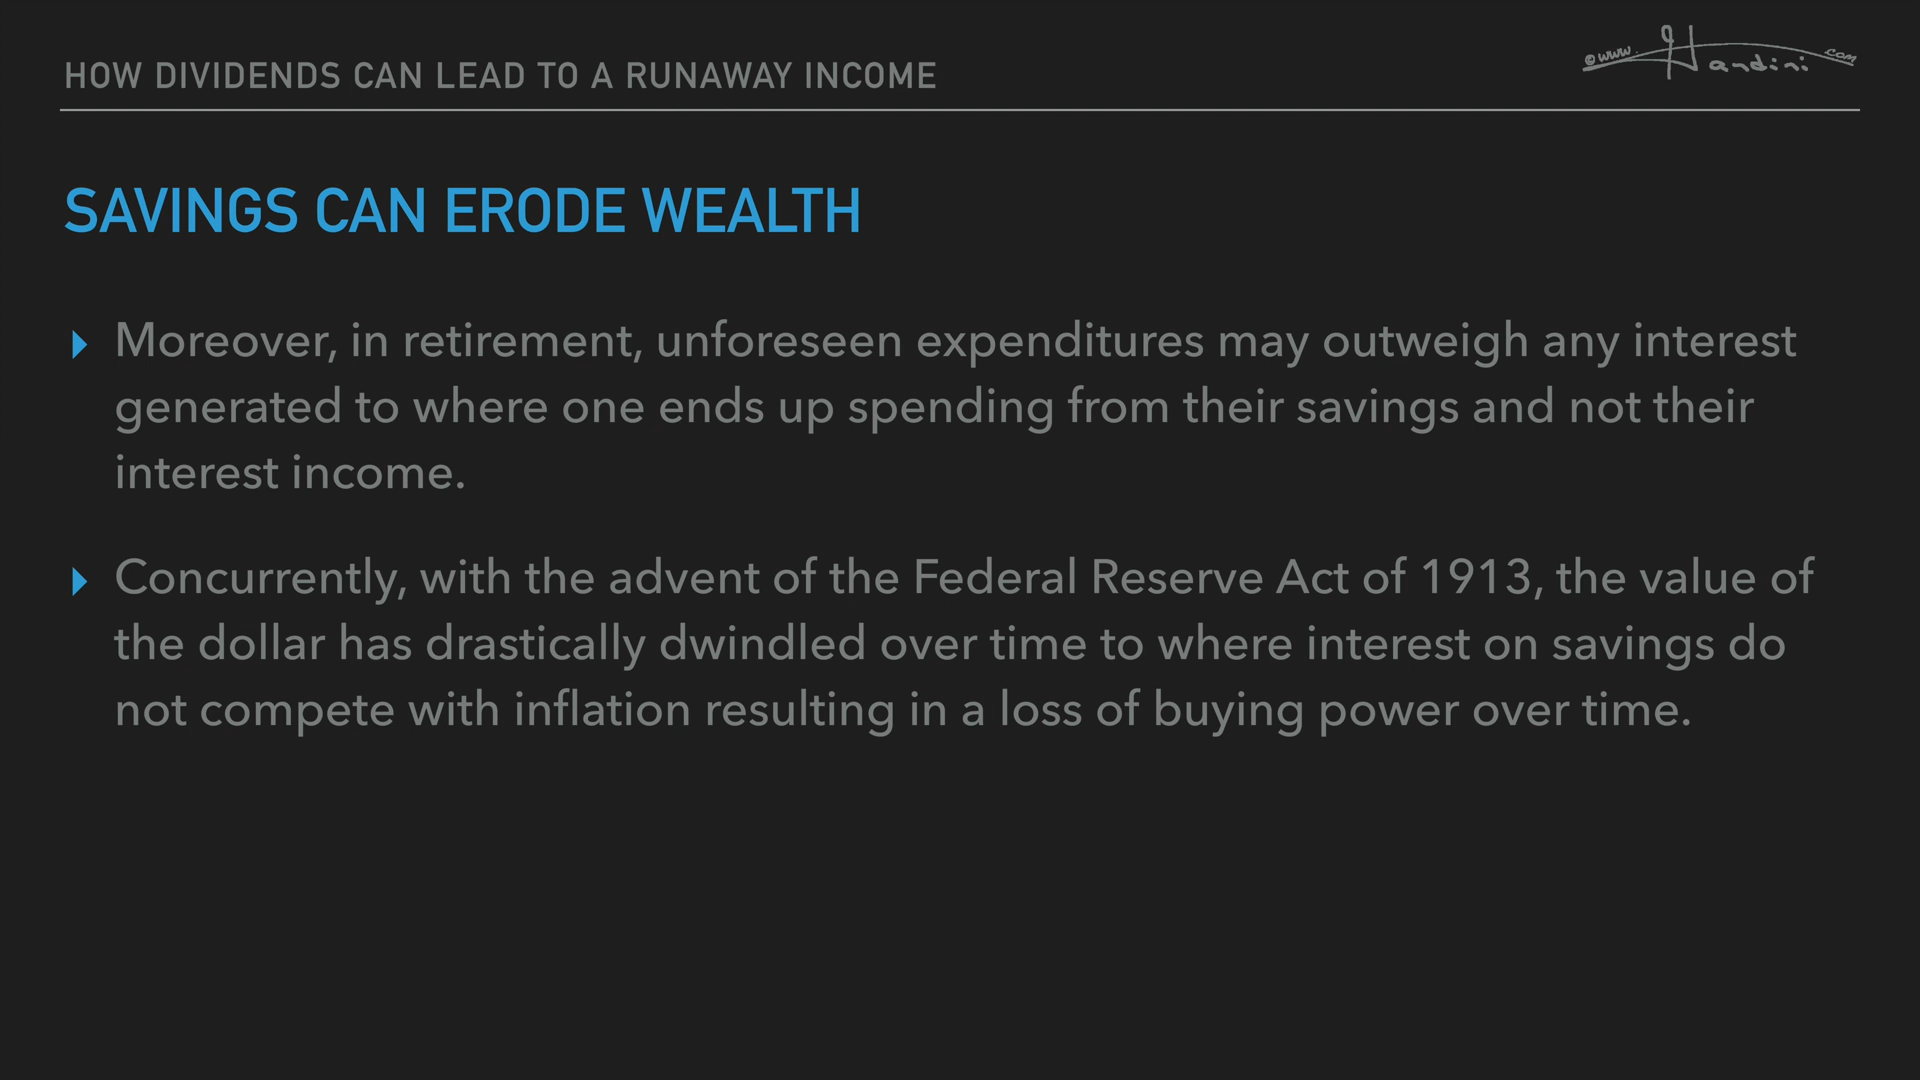 HOW DIVIDENDS CAN LEAD TO A RUNAWAY INCOME
©www.Handini.com
SAVINGS CAN ERODE WEALTH
Moreover, in retirement, unforeseen expenditures may outweigh any interest
generated to where one ends up spending from their savings and not their
interest income.
Concurrently, with the advent of the Federal Reserve Act of 1913, the value of
the dollar has drastically dwindled over time to where interest on savings do
not compete with inflation resulting in a loss of buying power over time.